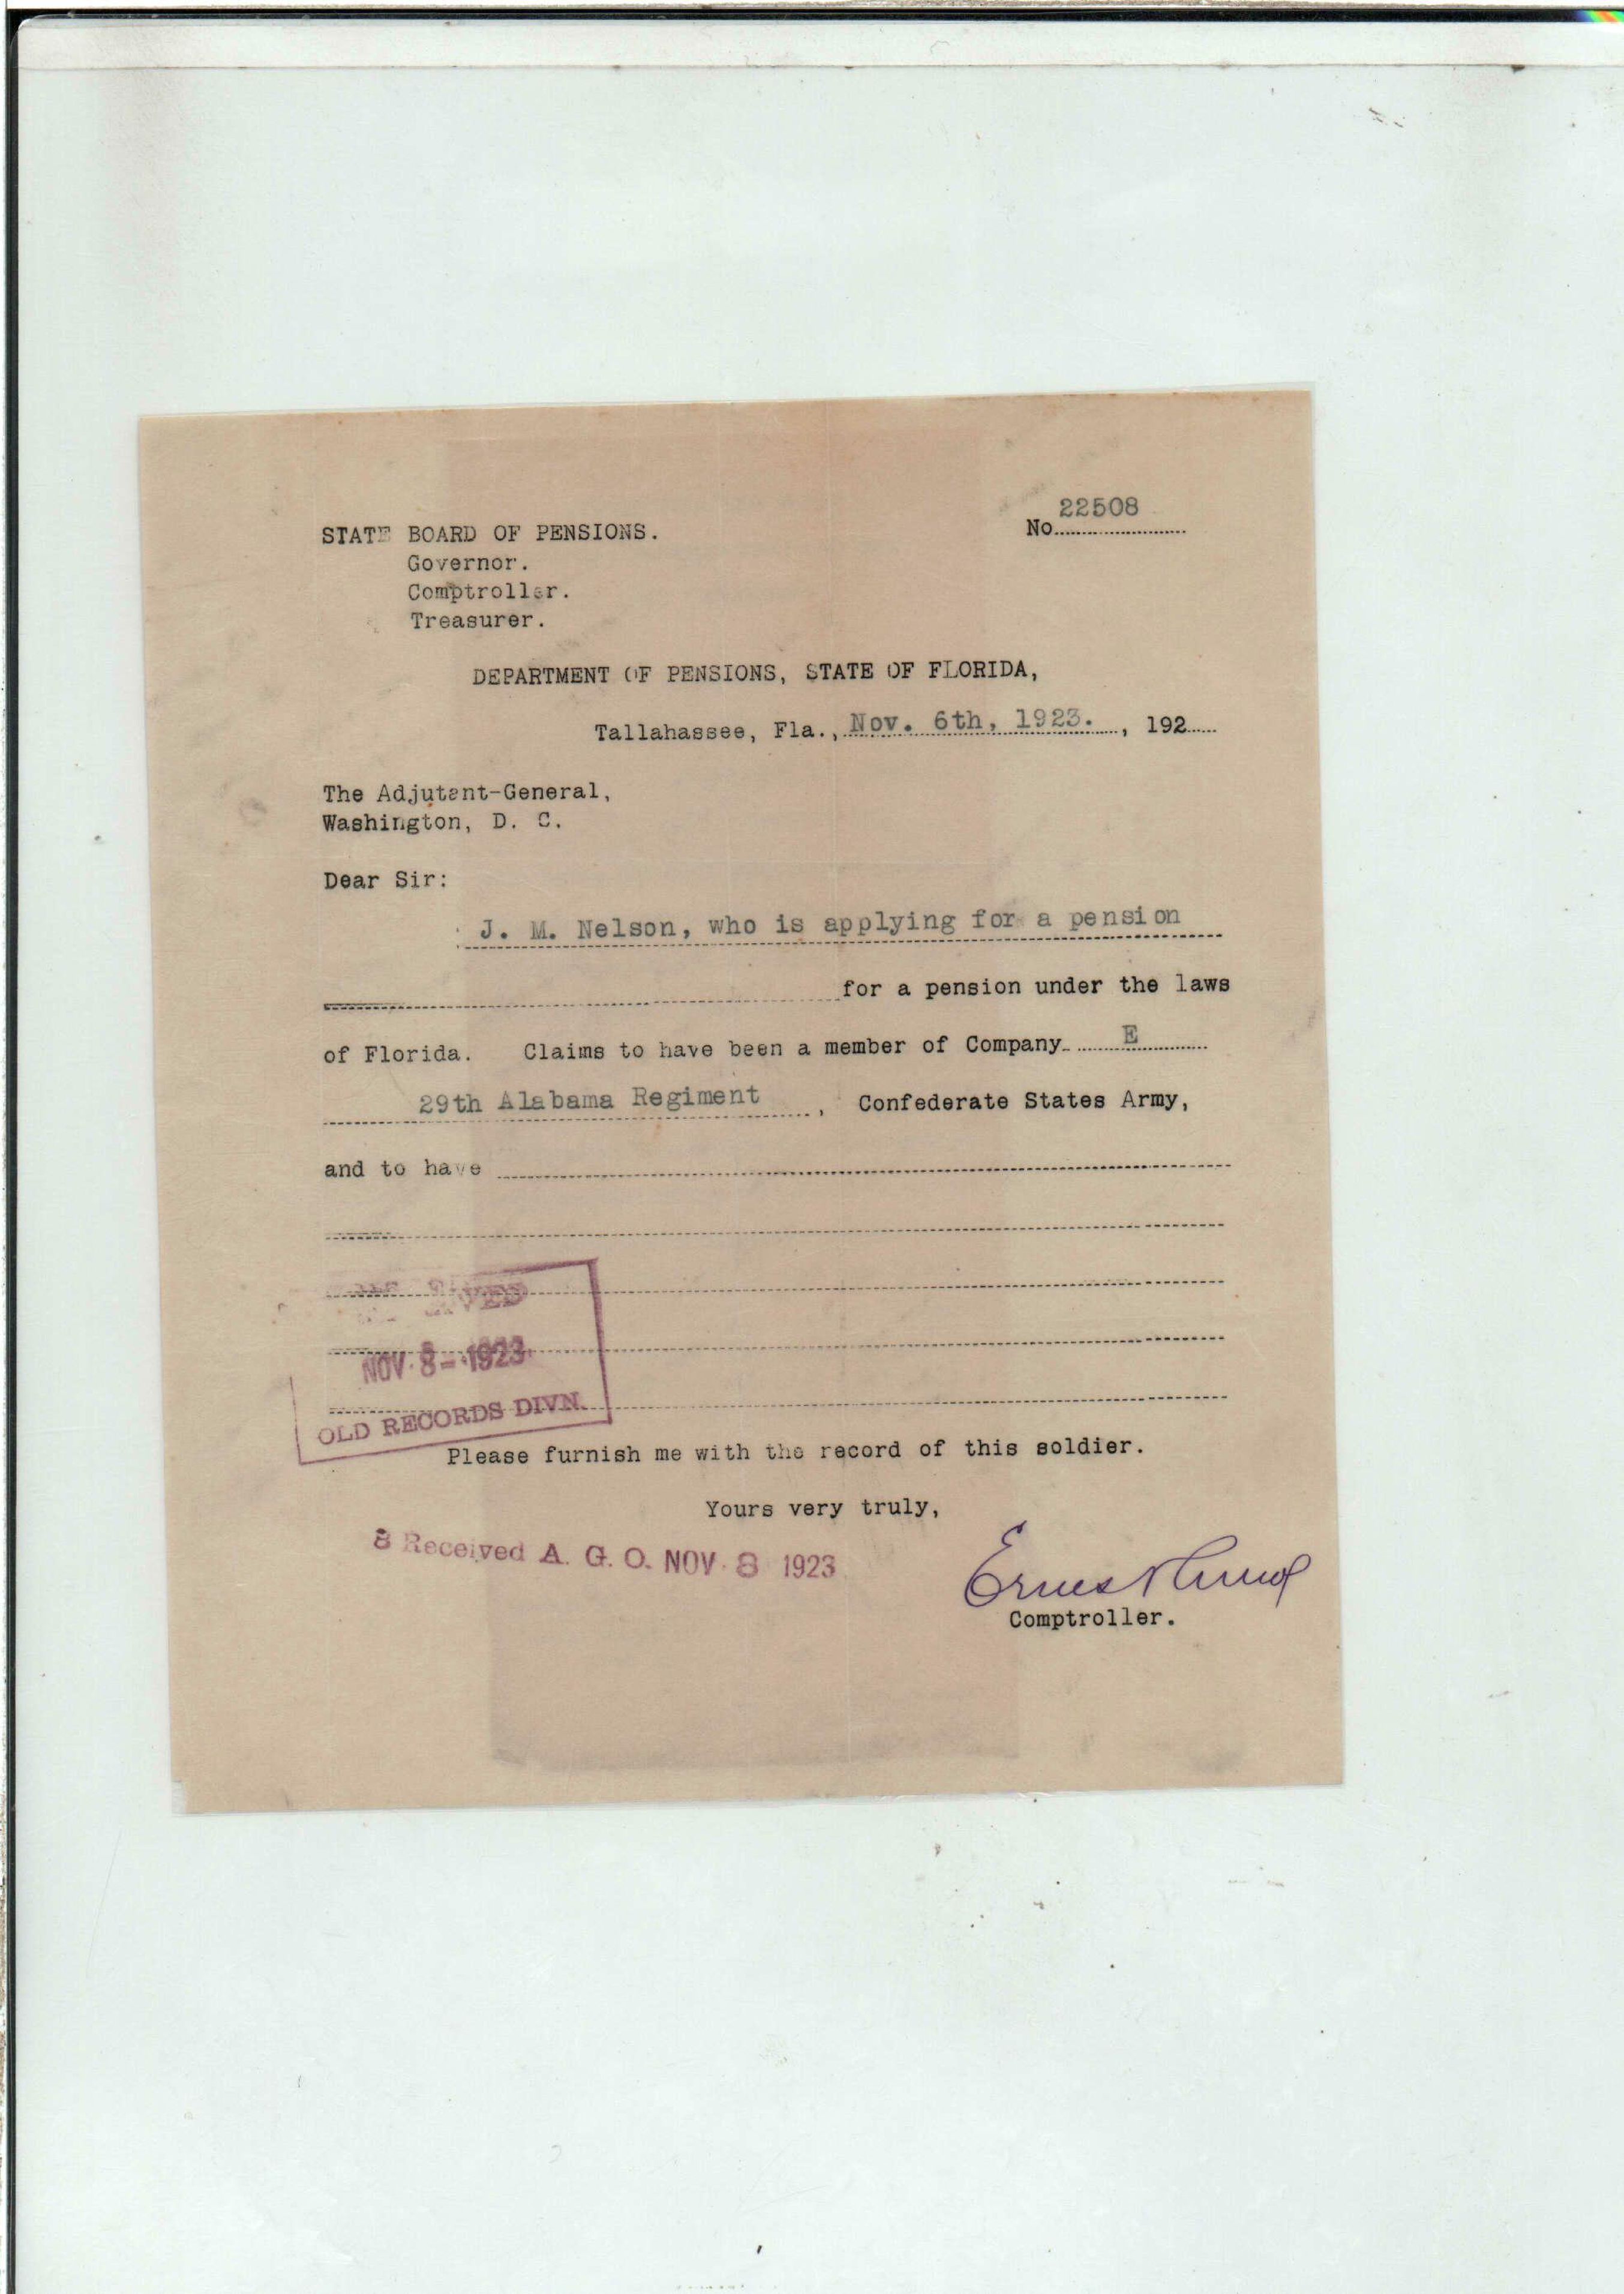 22508
No
STATE BOARD OF PENSIONS.
Governor.
Comptroller.
Treasurer.
DEPARTMENT OF PENSIONS, STATE OF FLORIDA,
Tallahassee, Fla., Nov. 6th, 1923. , 192
The Adjutant-General,
Washington, D. C.
Dear Sir:
J. M. Nelson, who is applying for a pension
for a pension under the laws
of Florida. Claims to have been a member of Company E
29th Alabama Regiment , Confederate States Army,
and to have
NOV 8 - 1923
OLD RECORDS DIVN.
Please furnish me with the record of this soldier.
Yours very truly,
8 Received A. G. O. NOV 8 1923
Ernest
Comptroller.